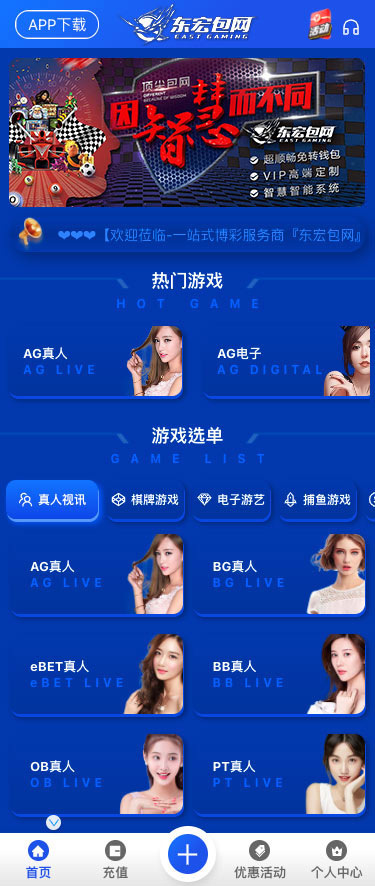 APP下载
东宏包网
EAST GAMING
活动
顶尖包网
DIFFERENT
BECAUSE OF WISDOM
因智慧而不同
东宏包网
EAST GAMING
超顺畅免转钱包
VIP高端定制
智慧智能系统
❤❤❤【欢迎莅临-一站式博彩服务商『东宏包网』
热门游戏
HOT GAME
AG真人
AG LIVE
AG电子
AG DIGITAL
游戏选单
GAME LIST
真人视讯
棋牌游戏
电子游艺
捕鱼游戏
AG真人
AG LIVE
BG真人
BG LIVE
eBET真人
eBET LIVE
BB真人
BB LIVE
OB真人
OB LIVE
PT真人
PT LIVE
首页
充值
优惠活动
个人中心